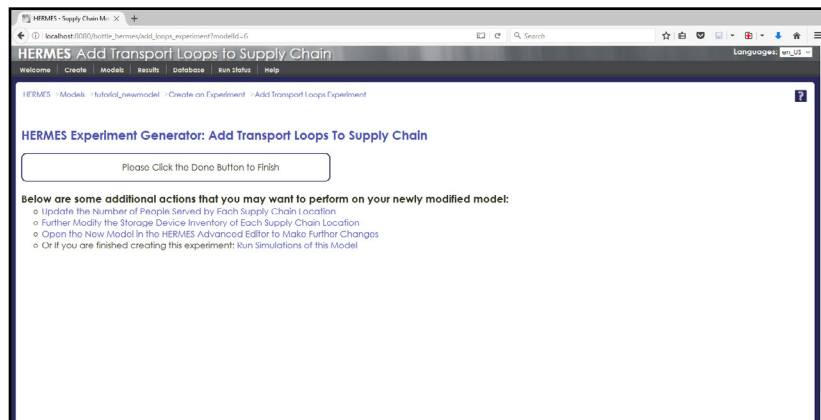 HERMES - Supply Chain Mo
localhost:8080/bottle_hermes/add_loops_experiment?modelId=6
Search
HERMES Add Transport Loops to Supply Chain
Languages: en_US
Welcome Create Models Results Database Run Status Help
HERMES >Models >tutorial_newmodel >Create an Experiment >Add Transport Loops Experiment
?
HERMES Experiment Generator: Add Transport Loops To Supply Chain
Please Click the Done Button to Finish
Below are some additional actions that you may want to perform on your newly modified model:
Update the Number of People Served by Each Supply Chain Location
Further Modify the Storage Device Inventory of Each Supply Chain Location
Open the New Model in the HERMES Advanced Editor to Make Further Changes
Or if you are finished creating this experiment: Run Simulations of this Model